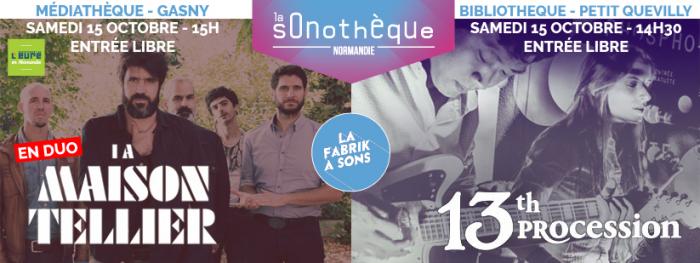 MÉDIATHÈQUE - GASNY
SAMEDI 15 OCTOBRE - 15H
ENTRÉE LIBRE
L'EURE
en Normandie
la
sOnothèque
NORMANDIE
BIBLIOTHEQUE - PETIT QUEVILLY
SAMEDI 15 OCTOBRE - 14H30
ENTRÉE LIBRE
EN DUO
LA
MAISON
TELLIER
LA
FABRIK
A SONS
13th
PROCESSION